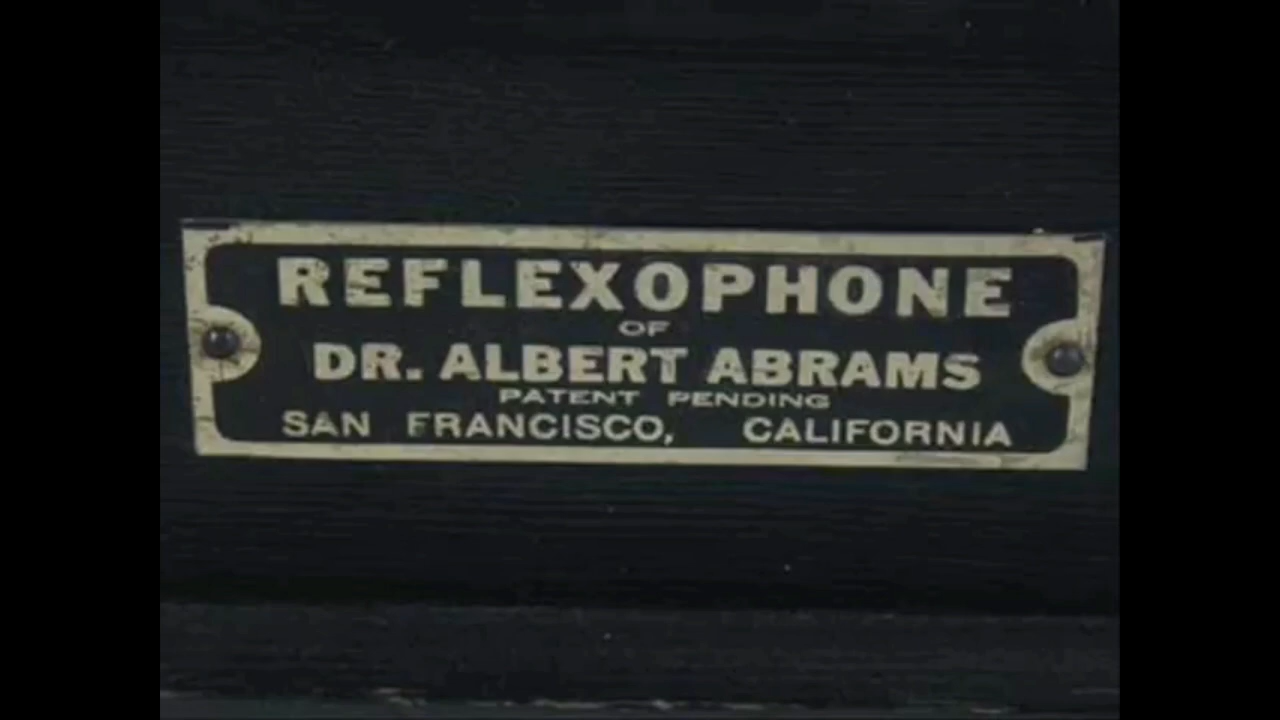 REFLEXOPHONE
OF
DR. ALBERT ABRAMS
PATENT PENDING
SAN FRANCISCO, CALIFORNIA